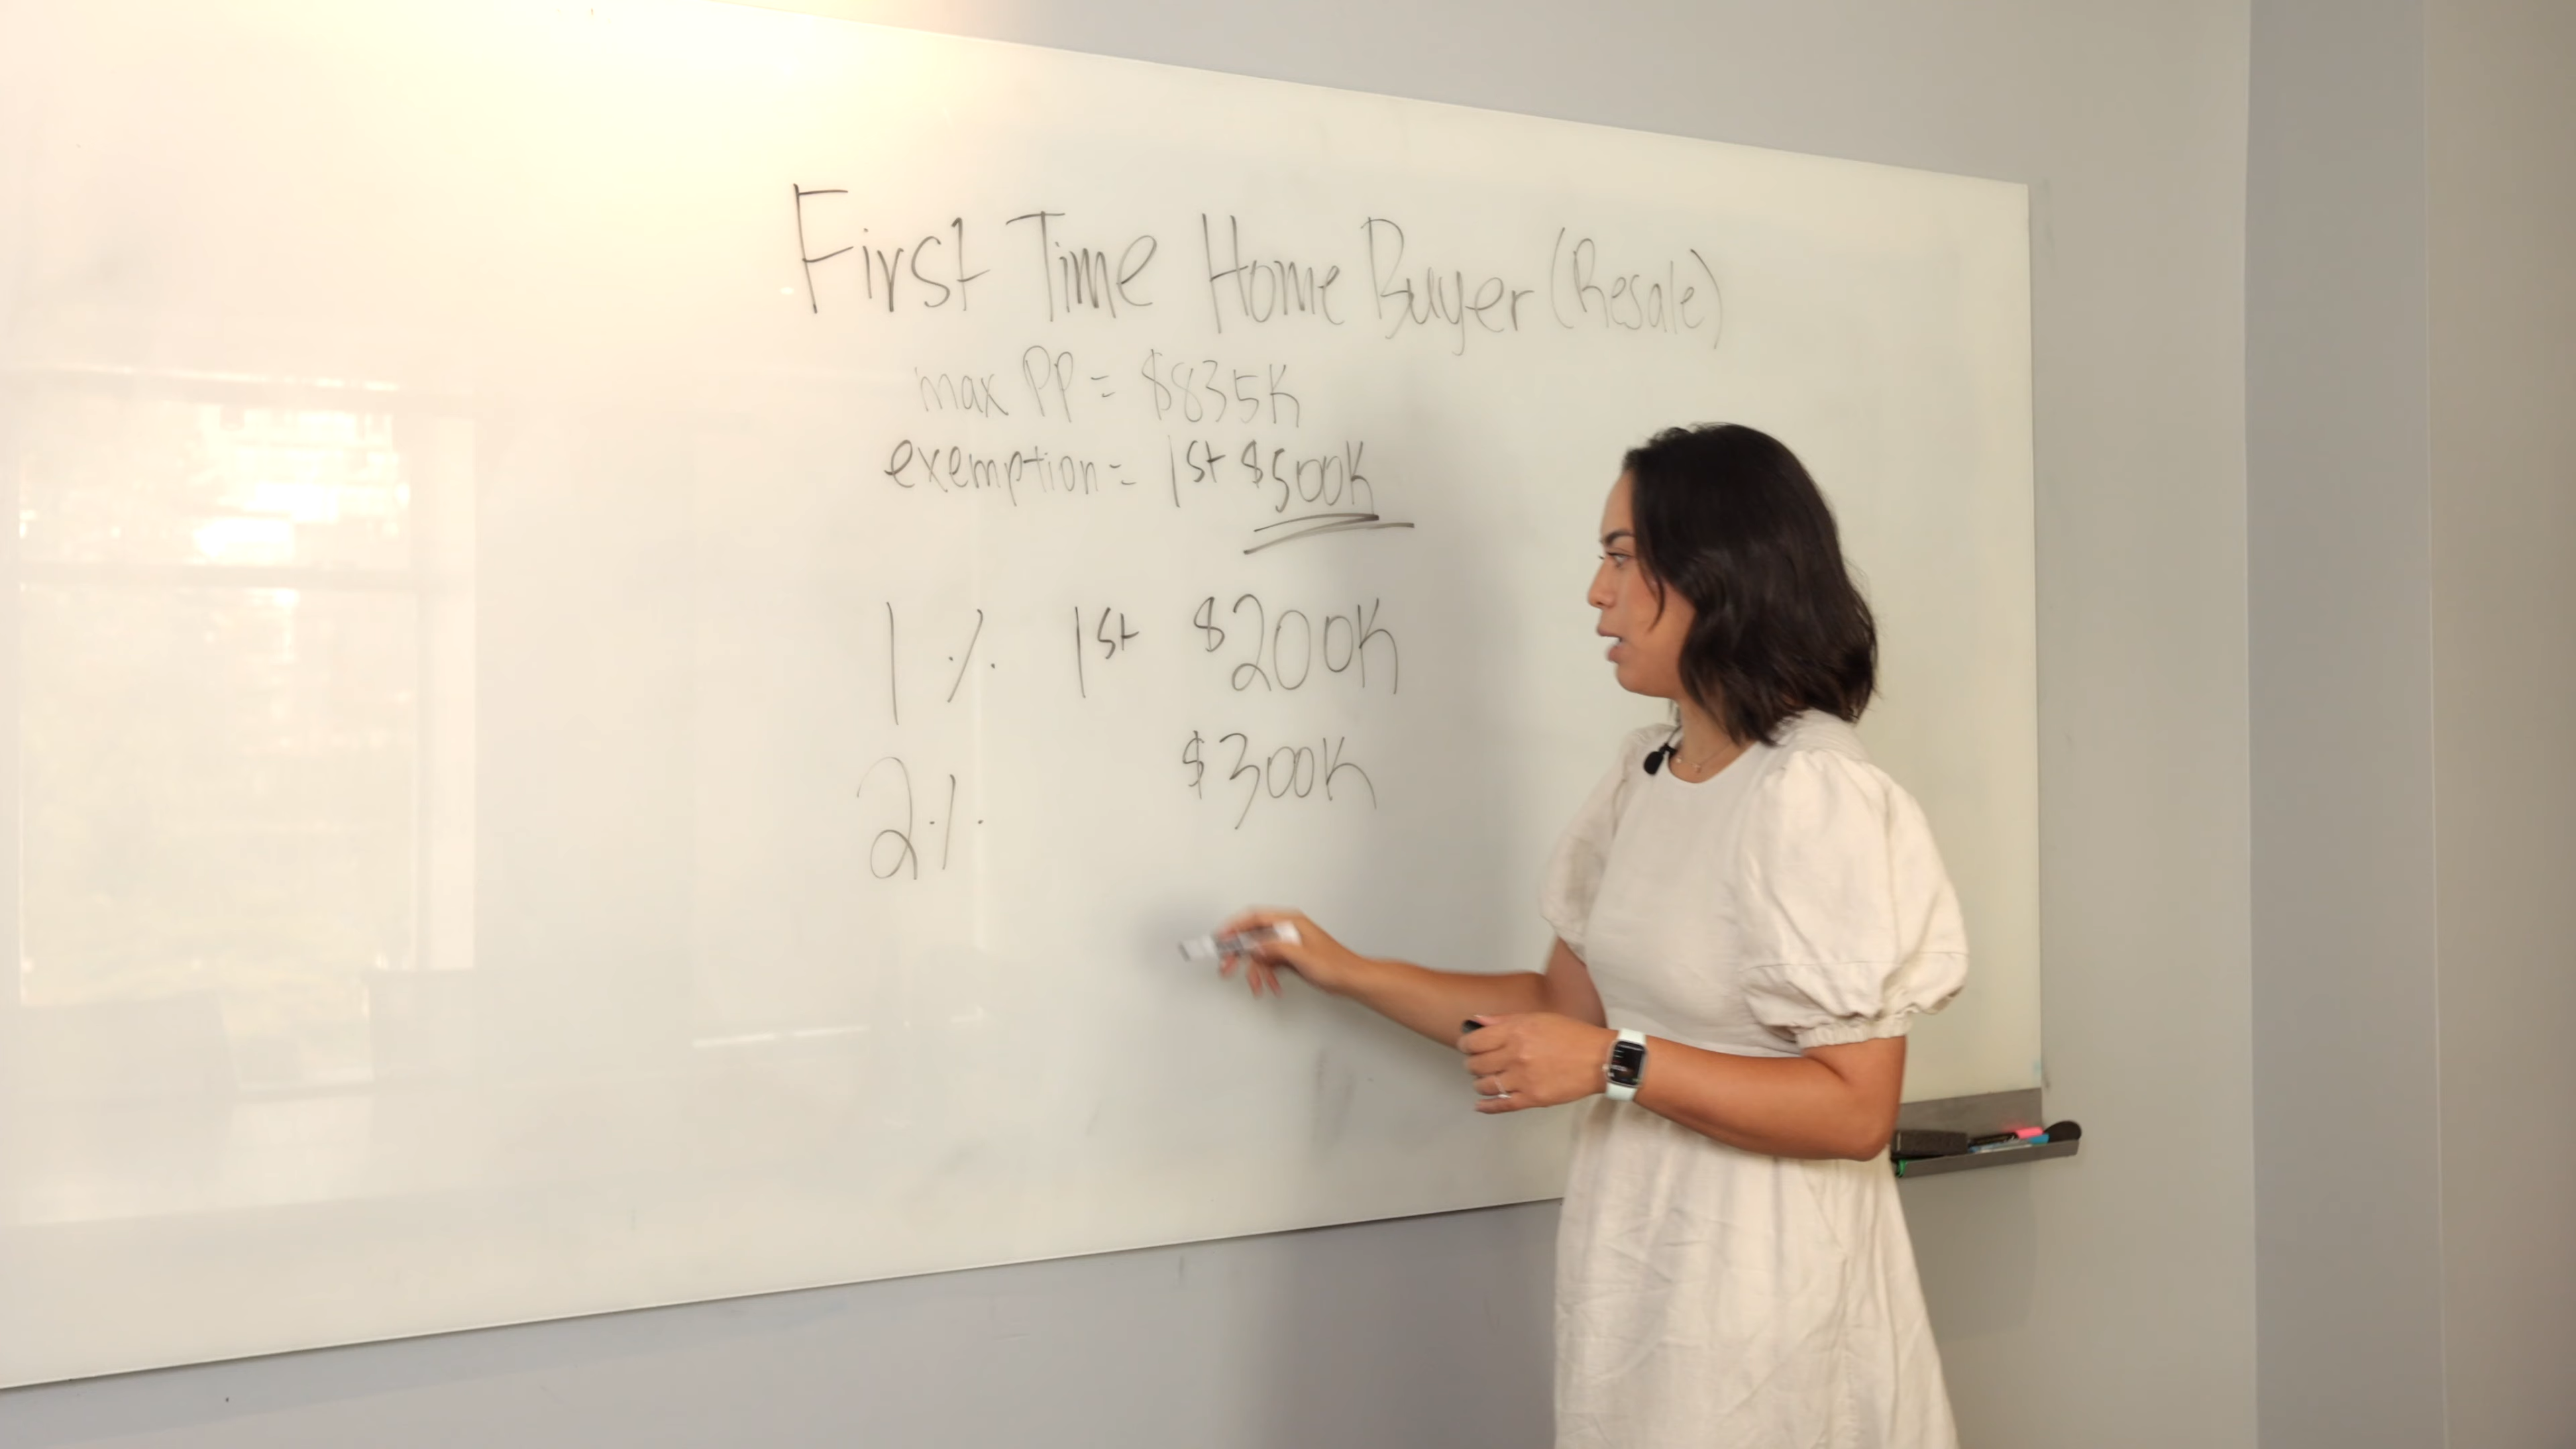 First Time Home Buyer (Resale)
max PP = $835K
exemption = 1st $500K
1% 1st $200K
2% $300K